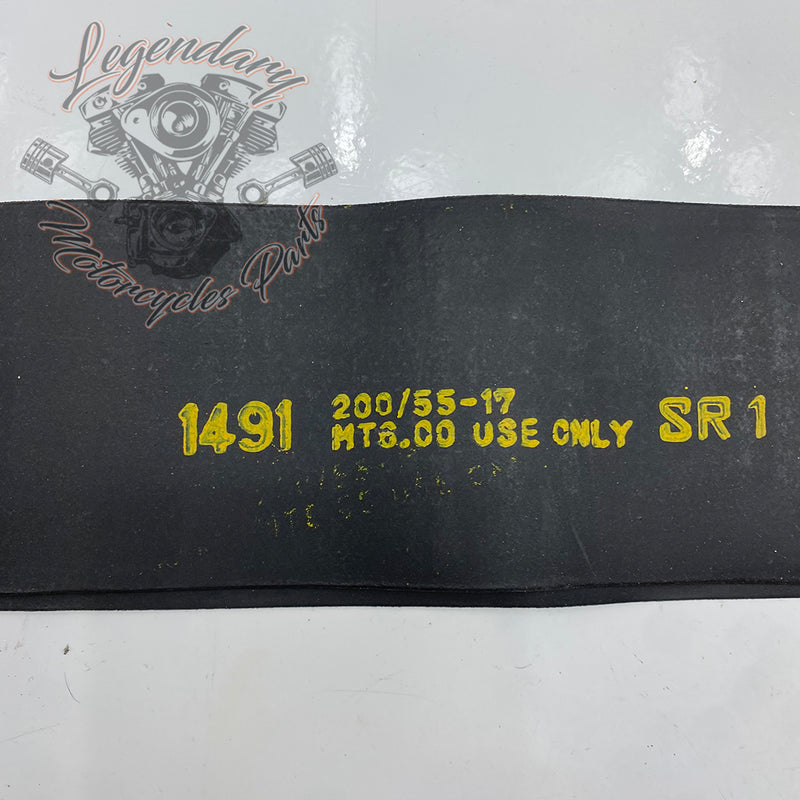 Legendary
Motorcycles Parts
1491 200/55-17 SR 1
MT6.00 USE ONLY